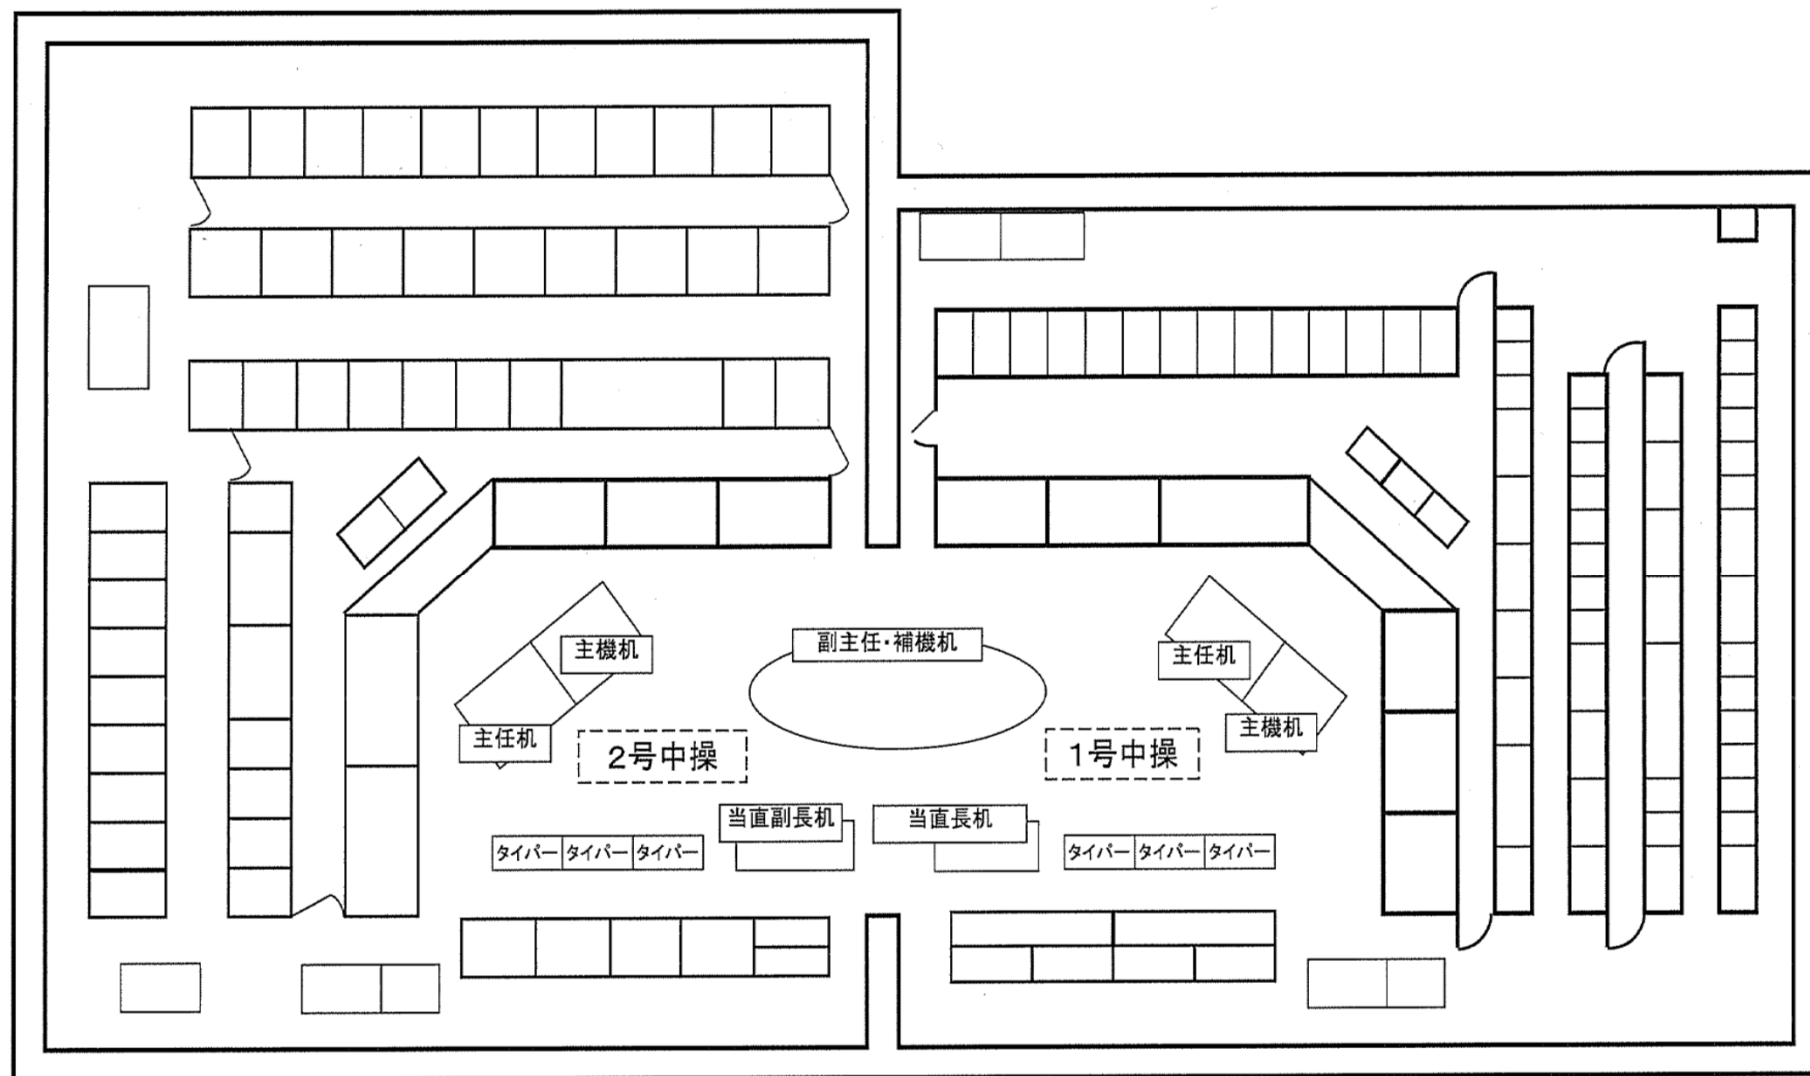 副主任・補機机
主機机
主任机
主任机
主機机
2号中操
1号中操
当直副長机
当直長机
タイパー タイパー タイパー
タイパー タイパー タイパー